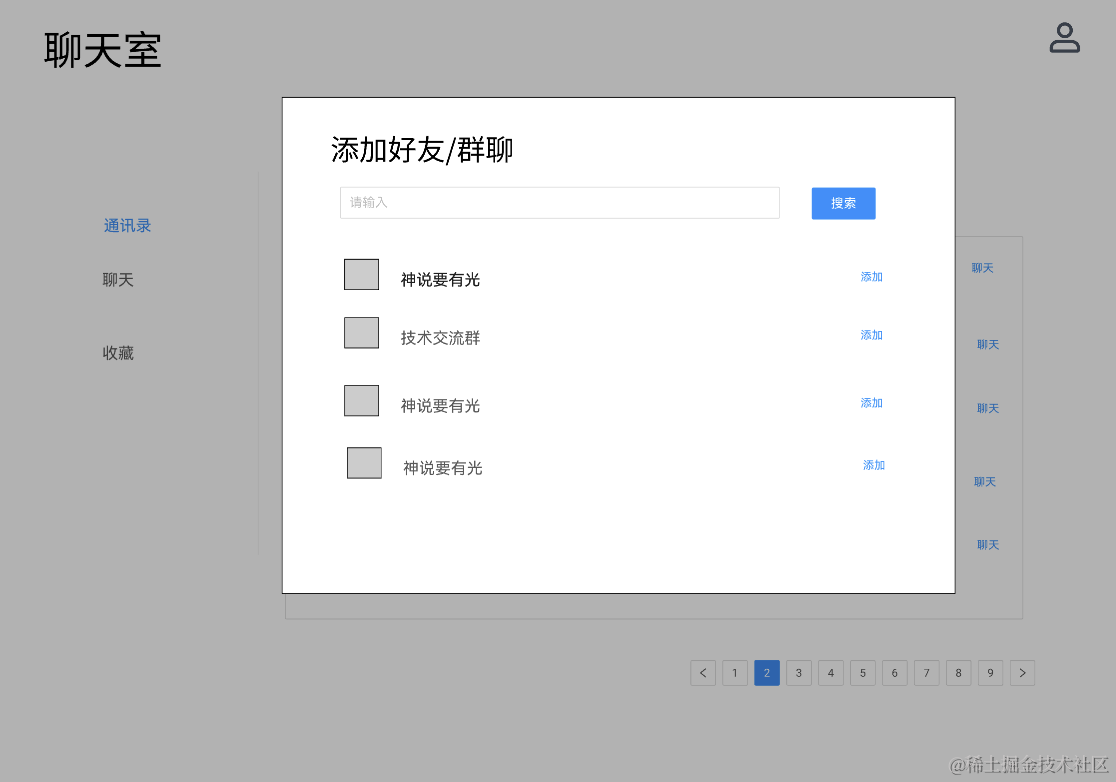 聊天室
添加好友/群聊
请输入
搜索
通讯录
聊天
收藏
神说要有光
添加
技术交流群
添加
神说要有光
添加
神说要有光
添加
聊天
聊天
聊天
聊天
聊天
< 1 2 3 4 5 6 7 8 9 >
@稀土掘金技术社区